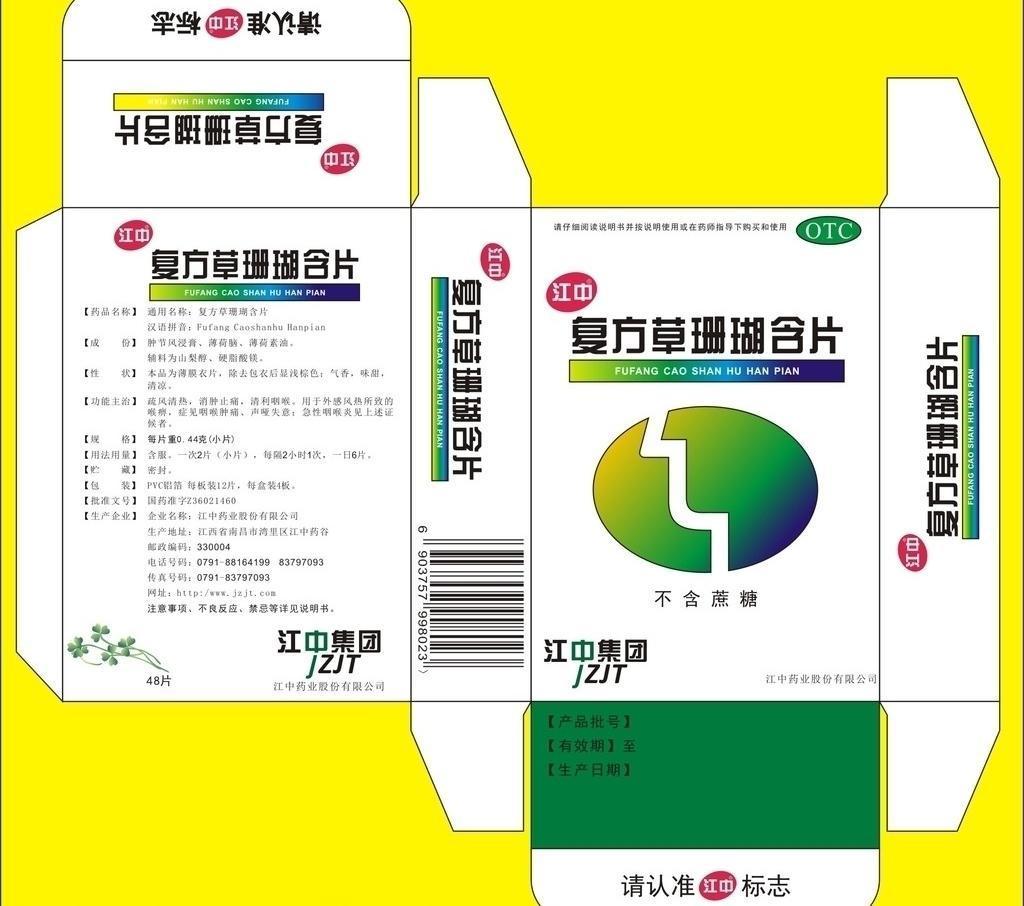 请认准江中标志
复方草珊瑚含片
FUFANG CAO SHAN HU HAN PIAN
江中
江中
复方草珊瑚含片
FUFANG CAO SHAN HU HAN PIAN
【药品名称】 通用名称：复方草珊瑚含片
汉语拼音：Fufang Caoshanhu Hanpian
【成　份】 肿节风浸膏、薄荷脑、薄荷素油。
辅料为山梨醇、硬脂酸镁。
【性　状】 本品为薄膜衣片，除去包衣后显浅棕色；气香，味甜，
清凉。
【功能主治】 疏风清热，消肿止痛，清利咽喉。用于外感风热所致的
喉痹，症见咽喉肿痛、声哑失意；急性咽喉炎见上述证
候者。
【规　格】 每片重0.44克(小片)
【用法用量】 含服。一次2片（小片），每隔2小时1次，一日6片。
【贮　藏】 密封。
【包　装】 PVC铝箔 每板装12片，每盒装4板。
【批准文号】 国药准字Z36021460
【生产企业】 企业名称：江中药业股份有限公司
生产地址：江西省南昌市湾里区江中药谷
邮政编码：330004
电话号码：0791-88164199 83797093
传真号码：0791-83797093
网址：http:/www.jzjt.com
注意事项、不良反应、禁忌等详见说明书。
48片
江中集团
JZJT
江中药业股份有限公司
江中
复方草珊瑚含片
FUFANG CAO SHAN HU HAN PIAN
6 903757 998023
请仔细阅读说明书并按说明使用或在药师指导下购买和使用
OTC
江中
复方草珊瑚含片
FUFANG CAO SHAN HU HAN PIAN
不含蔗糖
江中集团
JZJT
江中药业股份有限公司
江中
复方草珊瑚含片
FUFANG CAO SHAN HU HAN PIAN
【产品批号】
【有效期】至
【生产日期】
请认准江中标志